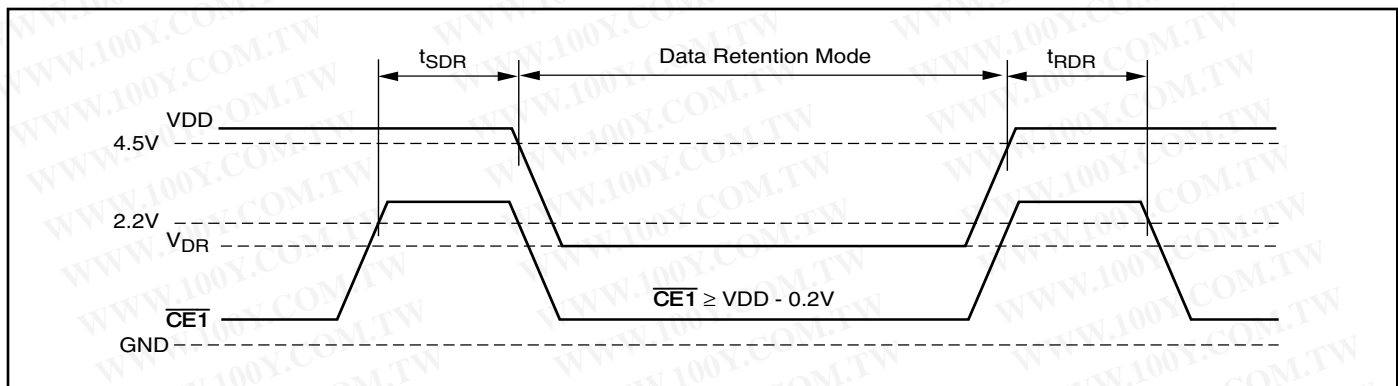 tSDR
Data Retention Mode
tRDR
VDD
4.5V
2.2V
VDR
CE1 ≥ VDD - 0.2V
CE1
GND
WWW.100Y.COM.TW